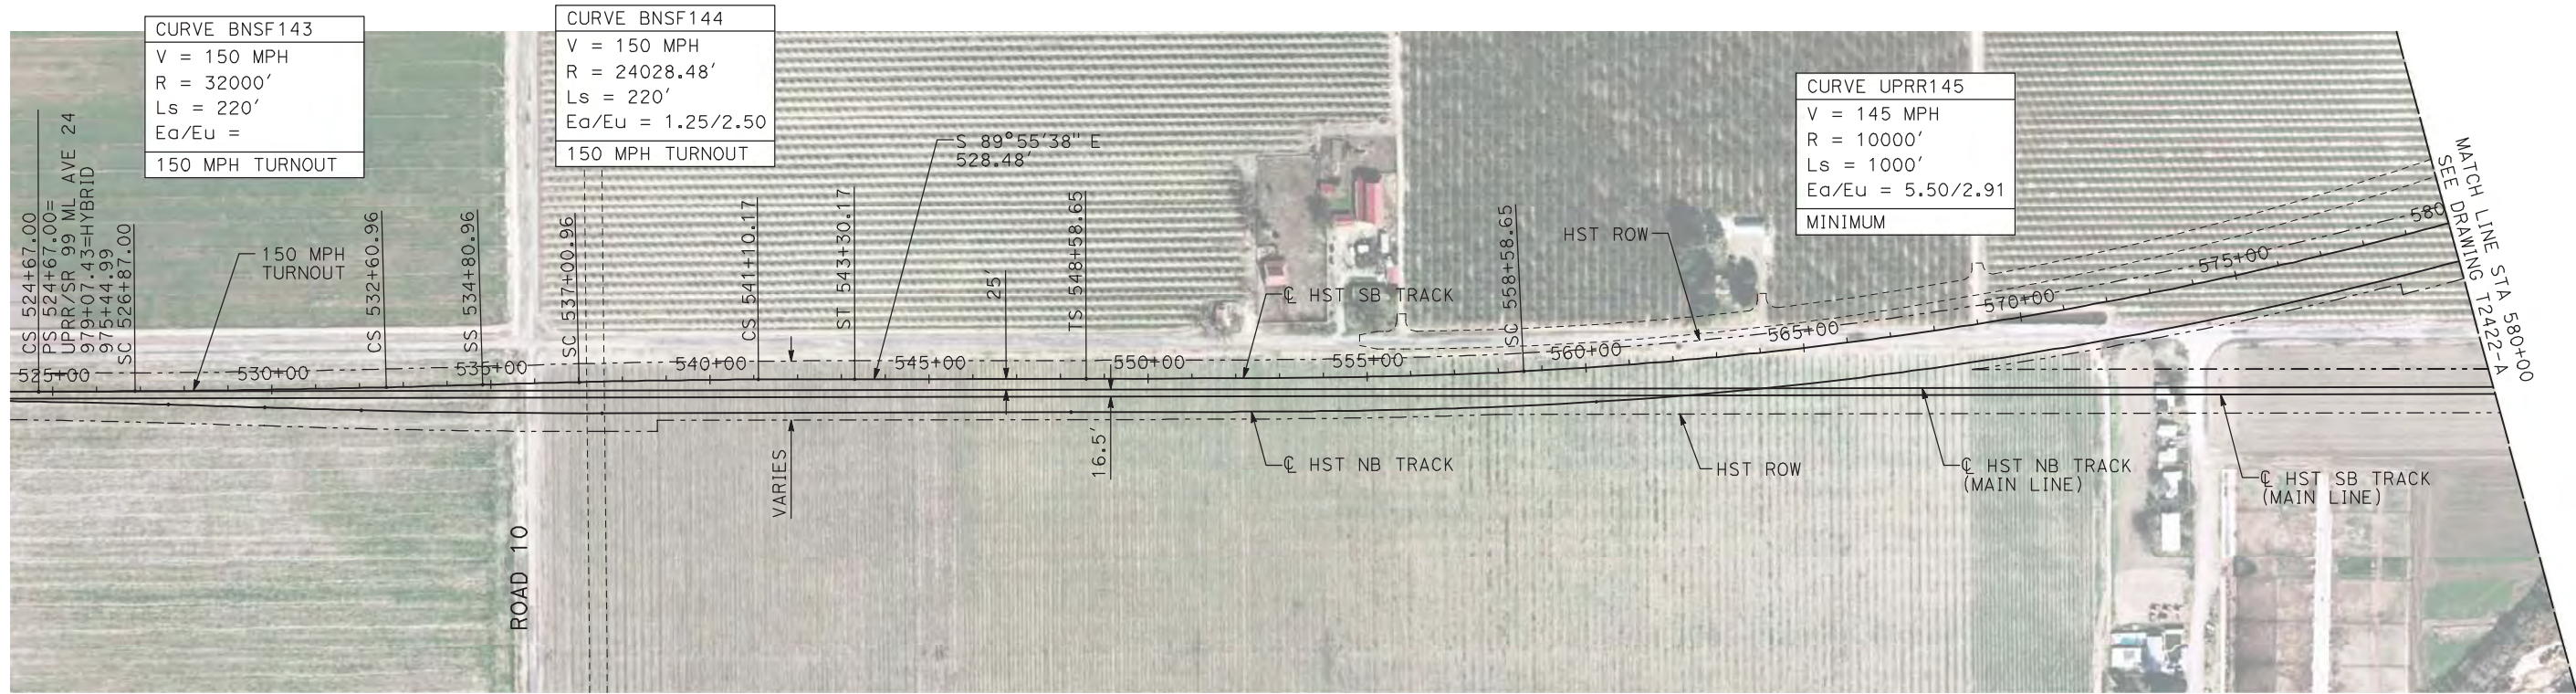 CURVE BNSF143
V = 150 MPH
R = 32000'
Ls = 220'
Ea/Eu =
150 MPH TURNOUT
CURVE BNSF144
V = 150 MPH
R = 24028.48'
Ls = 220'
Ea/Eu = 1.25/2.50
150 MPH TURNOUT
CURVE UPRR145
V = 145 MPH
R = 10000'
Ls = 1000'
Ea/Eu = 5.50/2.91
MINIMUM
CS 524+67.00
PS 524+67.00=
UPRR/SR 99 ML AVE 24
979+07.43=HYBRID
975+44.99
SC 526+87.00
150 MPH
TURNOUT
CS 532+60.96
SS 534+80.96
SC 537+00.96
CS 541+10.17
ST 543+30.17
S 89°55'38" E
528.48'
25'
TS 548+58.65
℄ HST SB TRACK
SC 558+58.65
HST ROW
MATCH LINE STA 580+00
SEE DRAWING T2422-A
525+00
530+00
535+00
540+00
545+00
550+00
555+00
560+00
565+00
570+00
575+00
580
VARIES
16.5'
℄ HST NB TRACK
HST ROW
℄ HST NB TRACK
(MAIN LINE)
℄ HST SB TRACK
(MAIN LINE)
ROAD 10